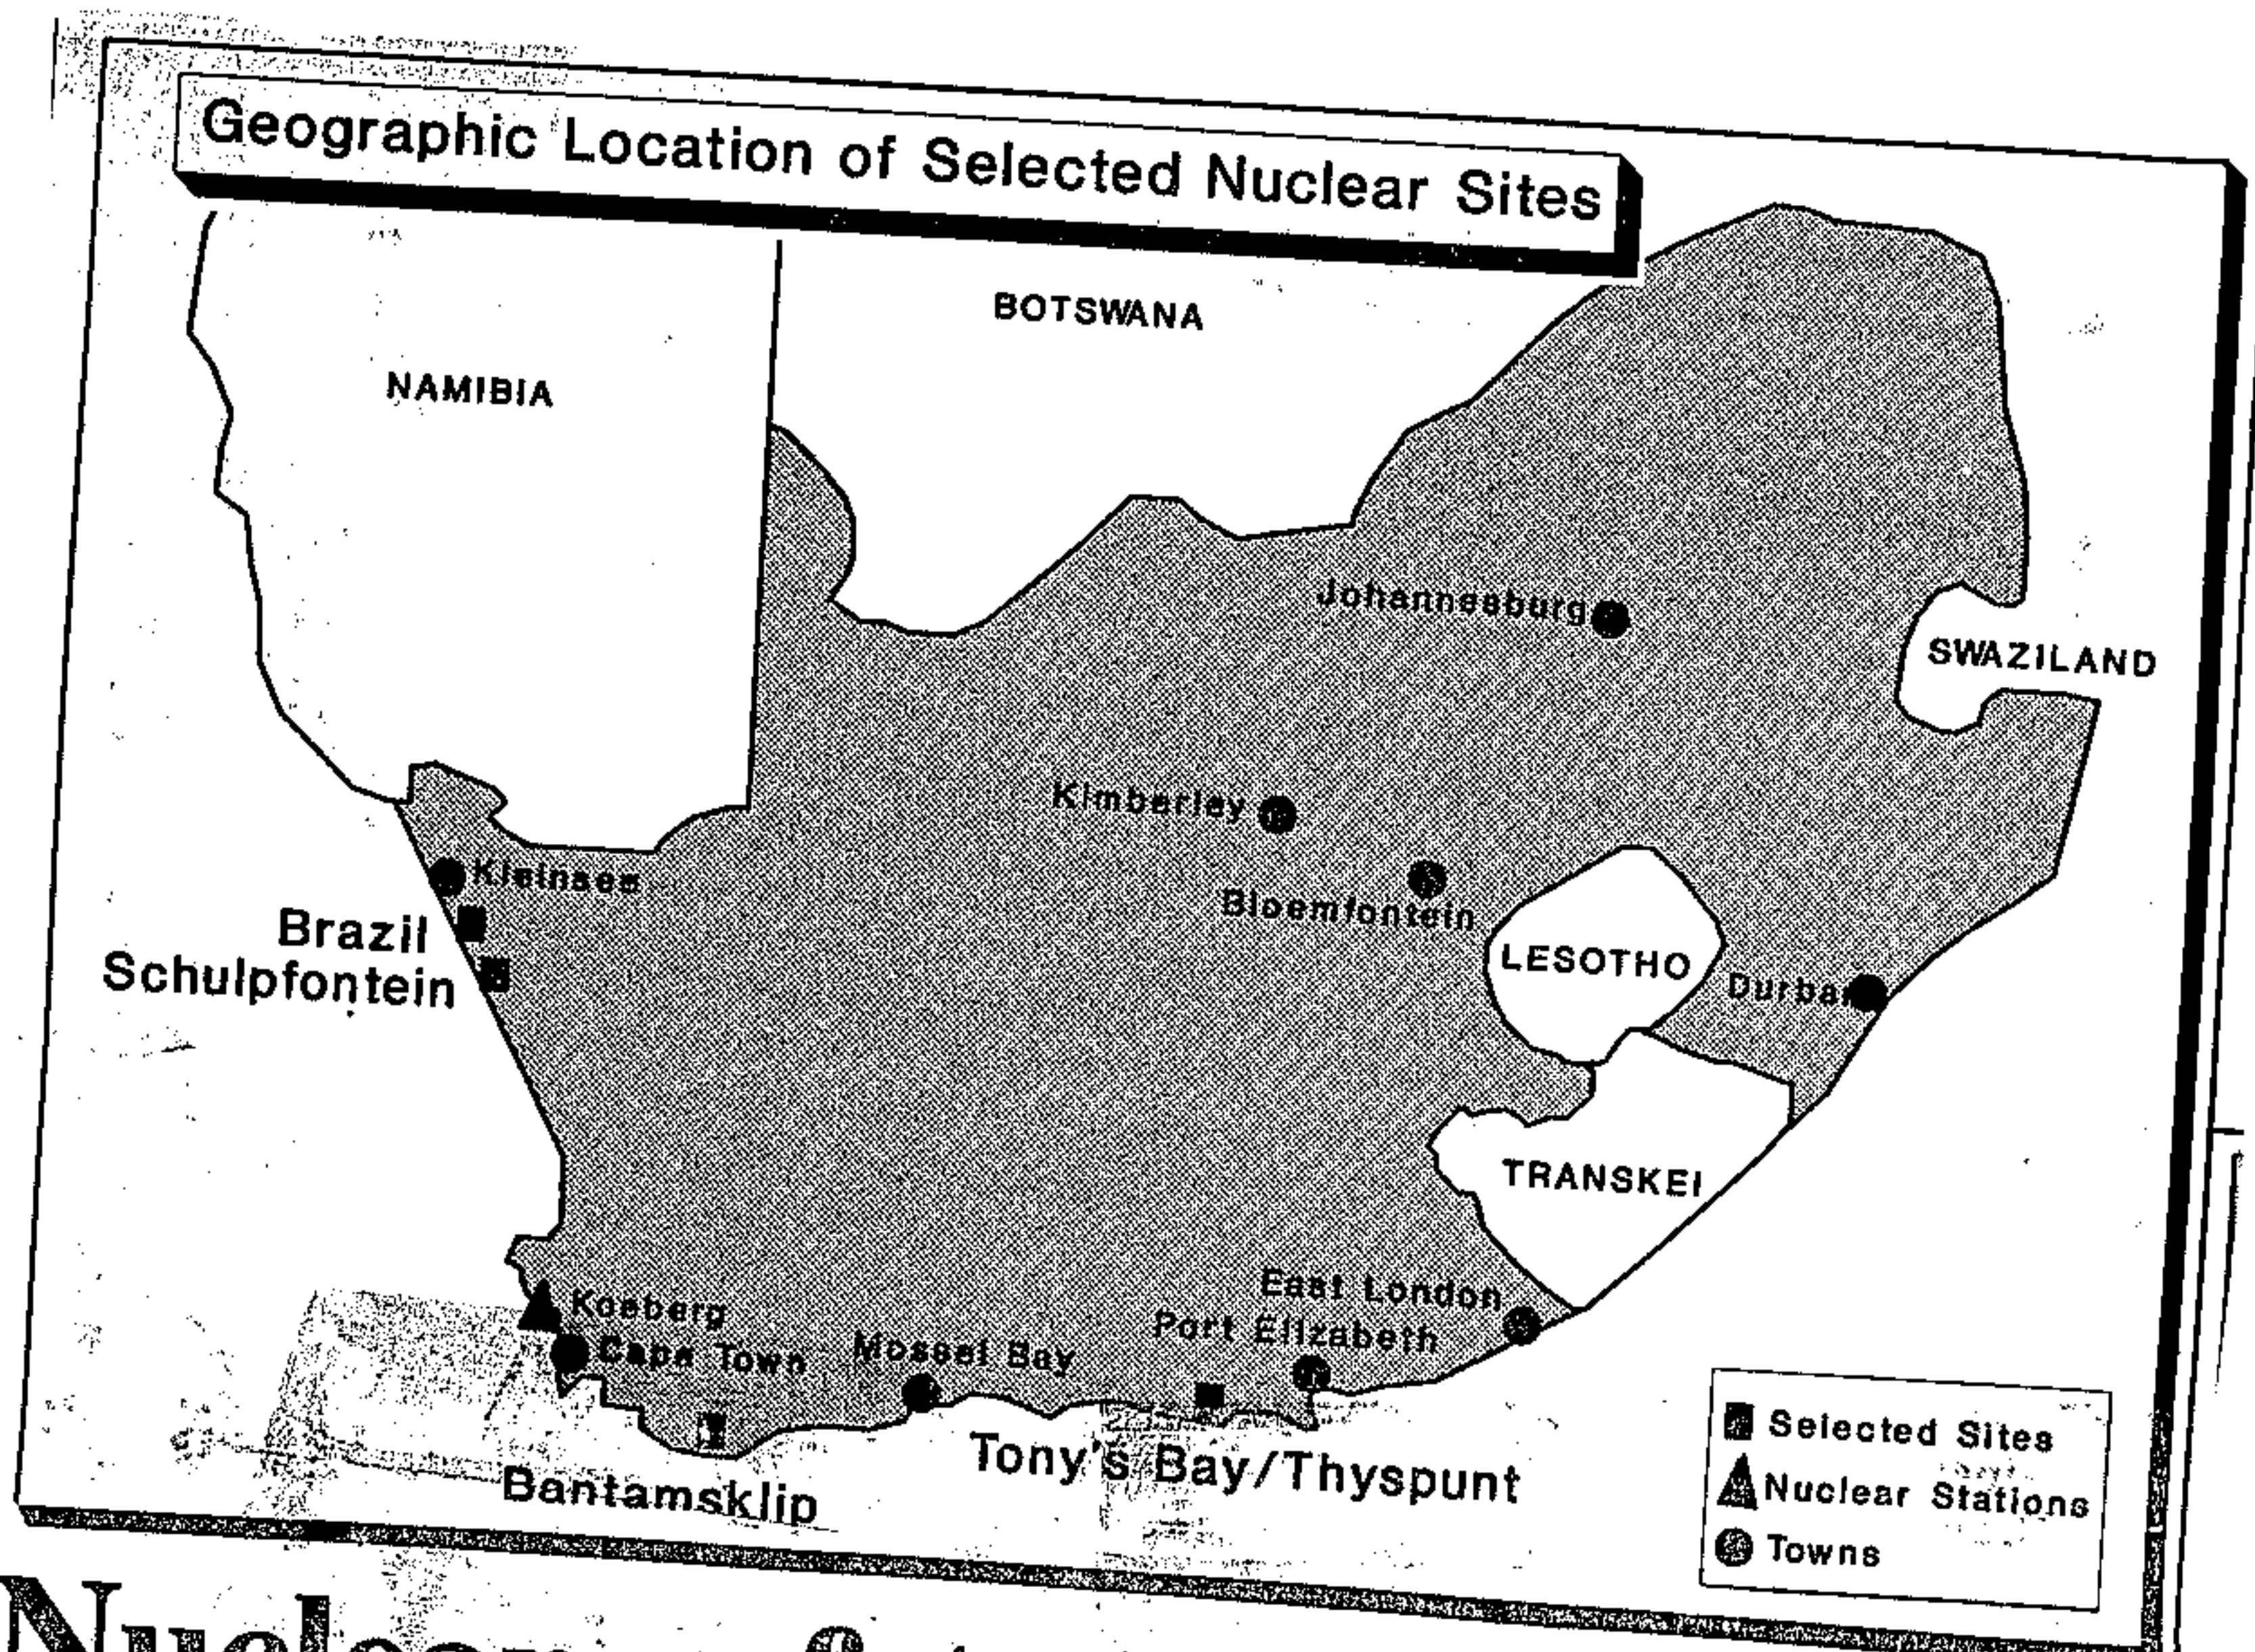 Geographic Location of Selected Nuclear Sites
BOTSWANA
NAMIBIA
Johannesburg
SWAZILAND
Kimberley
Kleinsee
Bloemfontein
Brazil
LESOTHO
Schulpfontein
Durban
TRANSKEI
East London
Koeberg
Port Elizabeth
Cape Town
Mossel Bay
Tony's Bay/Thyspunt
Bantamsklip
Selected Sites
Nuclear Stations
Towns